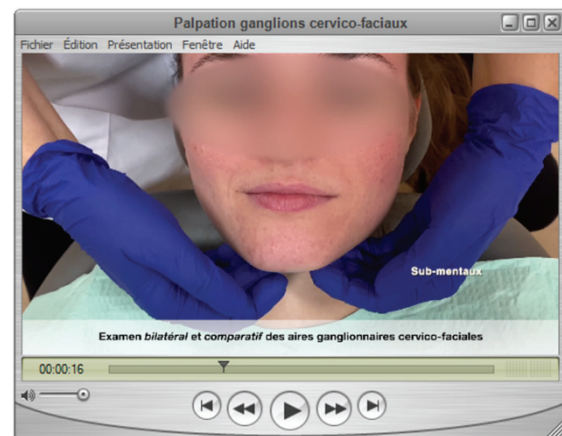 Palpation ganglions cervico-faciaux
Fichier Édition Présentation Fenêtre Aide
Sub-mentaux
Examen bilatéral et comparatif des aires ganglionnaires cervico-faciales
00:00:16